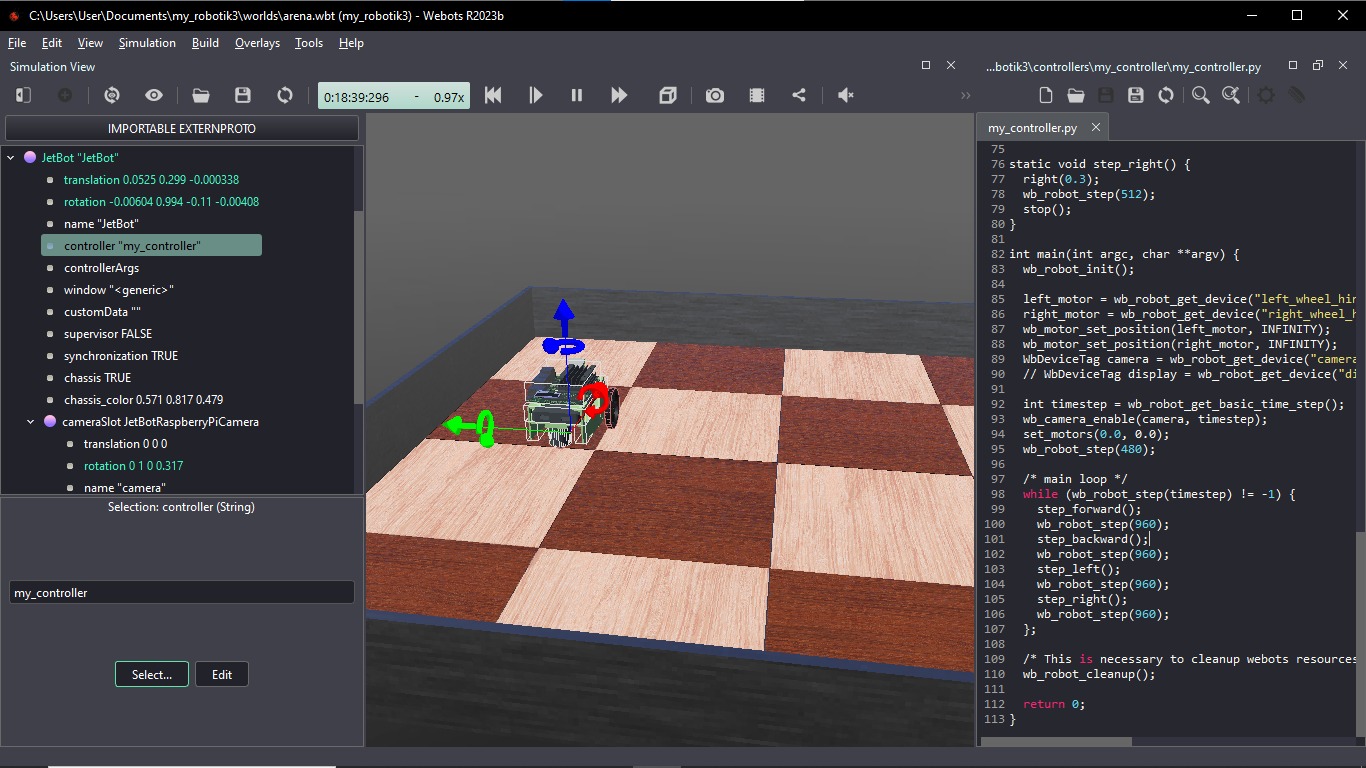 C:\Users\User\Documents\my_robotik3\worlds\arena.wbt (my_robotik3) - Webots R2023b
File Edit View Simulation Build Overlays Tools Help
Simulation View
0:18:39:296 - 0.97x
IMPORTABLE EXTERNPROTO
JetBot "JetBot"
translation 0.0525 0.299 -0.000338
rotation -0.00604 0.994 -0.11 -0.00408
name "JetBot"
controller "my_controller"
controllerArgs
window "<generic>"
customData ""
supervisor FALSE
synchronization TRUE
chassis TRUE
chassis_color 0.571 0.817 0.479
cameraSlot JetBotRaspberryPiCamera
translation 0 0 0
rotation 0 1 0 0.317
name "camera"
Selection: controller (String)
my_controller
Select... Edit
...botik3\controllers\my_controller\my_controller.py
my_controller.py
75
76 static void step_right() {
77 right(0.3);
78 wb_robot_step(512);
79 stop();
80 }
81
82 int main(int argc, char **argv) {
83 wb_robot_init();
84
85 left_motor = wb_robot_get_device("left_wheel_hin
86 right_motor = wb_robot_get_device("right_wheel_h
87 wb_motor_set_position(left_motor, INFINITY);
88 wb_motor_set_position(right_motor, INFINITY);
89 WbDeviceTag camera = wb_robot_get_device("camera
90 // WbDeviceTag display = wb_robot_get_device("di
91
92 int timestep = wb_robot_get_basic_time_step();
93 wb_camera_enable(camera, timestep);
94 set_motors(0.0, 0.0);
95 wb_robot_step(480);
96
97 /* main loop */
98 while (wb_robot_step(timestep) != -1) {
99 step_forward();
100 wb_robot_step(960);
101 step_backward();
102 wb_robot_step(960);
103 step_left();
104 wb_robot_step(960);
105 step_right();
106 wb_robot_step(960);
107 };
108
109 /* This is necessary to cleanup webots resources
110 wb_robot_cleanup();
111
112 return 0;
113 }